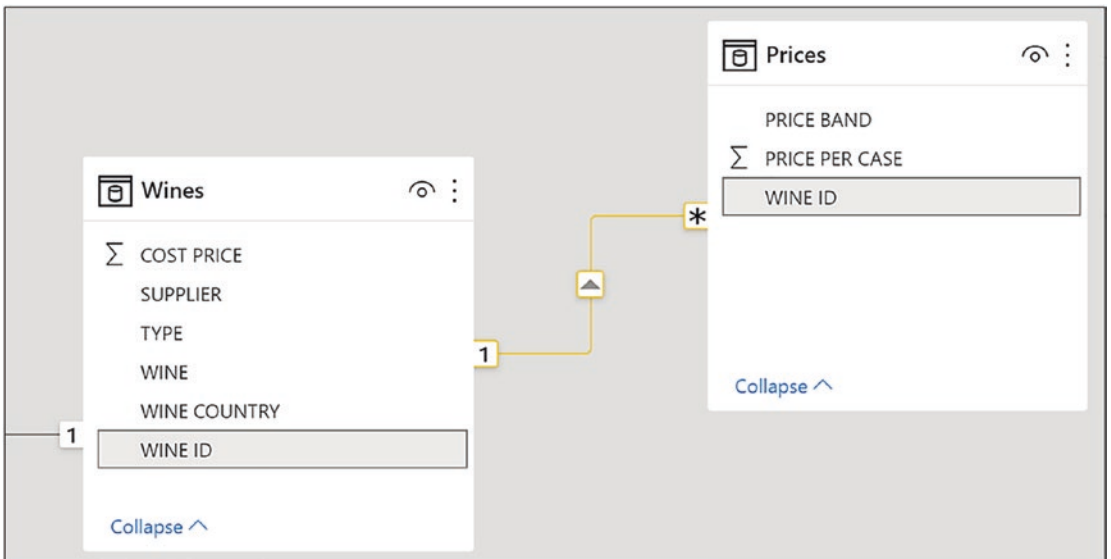 Prices
PRICE BAND
∑ PRICE PER CASE
WINE ID
Collapse
*
1
Wines
∑ COST PRICE
SUPPLIER
TYPE
WINE
WINE COUNTRY
WINE ID
Collapse
1